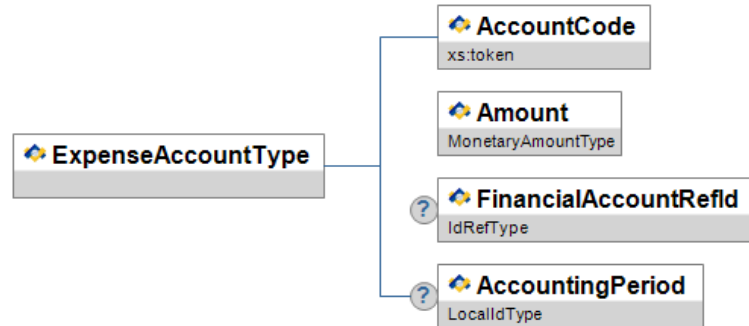 AccountCode
xs:token
Amount
MonetaryAmountType
ExpenseAccountType
?
FinancialAccountRefId
IdRefType
?
AccountingPeriod
LocalIdType